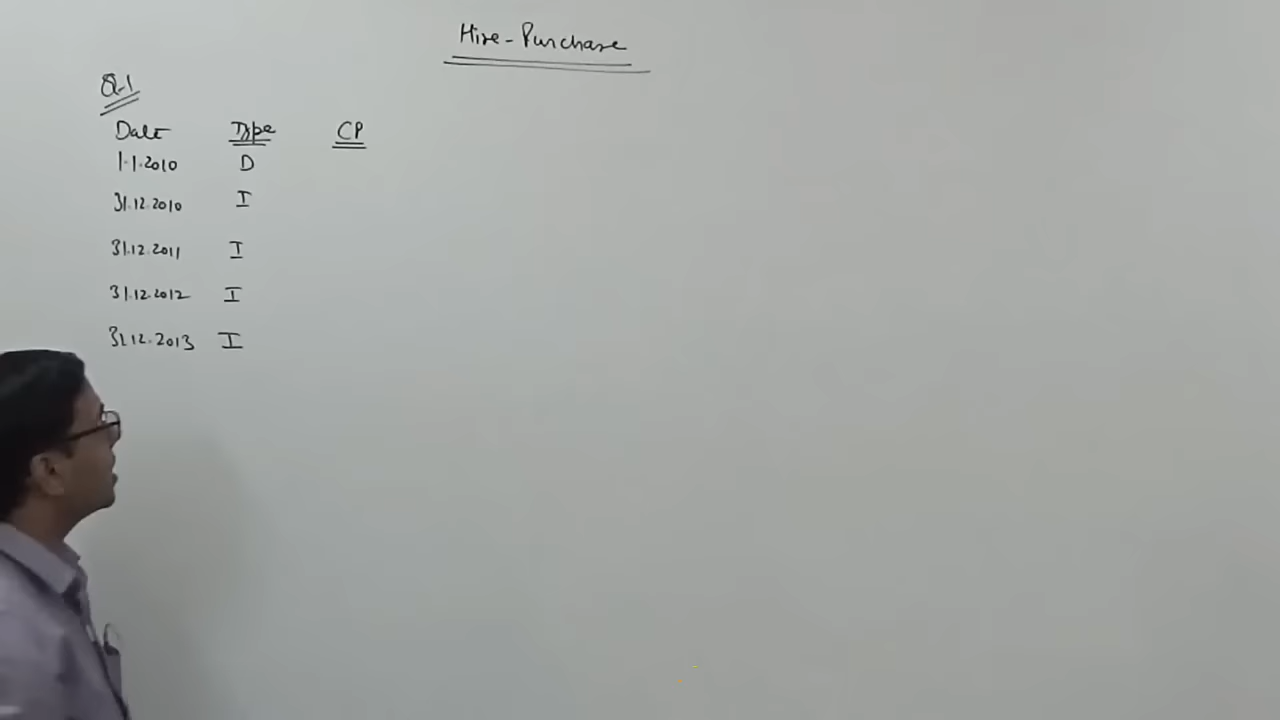 Hire-Purchase
Q-1
Date Type CP
1.1.2010 D
31.12.2010 I
31.12.2011 I
31.12.2012 I
31.12.2013 I